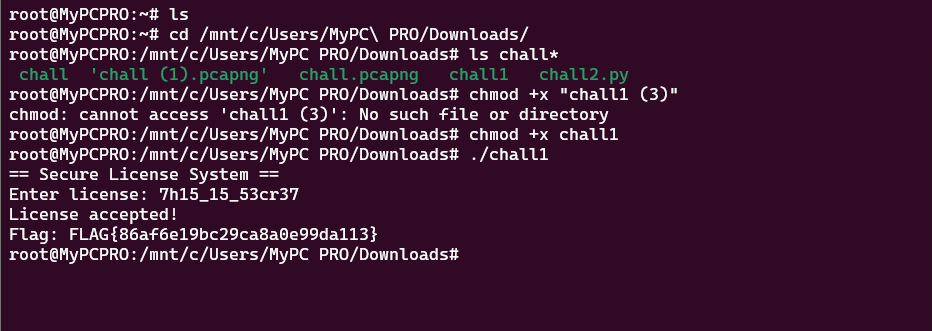 root@MyPCPRO:~# ls
root@MyPCPRO:~# cd /mnt/c/Users/MyPC\ PRO/Downloads/
root@MyPCPRO:/mnt/c/Users/MyPC PRO/Downloads# ls chall*
chall  'chall (1).pcapng'   chall.pcapng   chall1   chall2.py
root@MyPCPRO:/mnt/c/Users/MyPC PRO/Downloads# chmod +x "chall1 (3)"
chmod: cannot access 'chall1 (3)': No such file or directory
root@MyPCPRO:/mnt/c/Users/MyPC PRO/Downloads# chmod +x chall1
root@MyPCPRO:/mnt/c/Users/MyPC PRO/Downloads# ./chall1
== Secure License System ==
Enter license: 7h15_15_53cr37
License accepted!
Flag: FLAG{86af6e19bc29ca8a0e99da113}
root@MyPCPRO:/mnt/c/Users/MyPC PRO/Downloads#